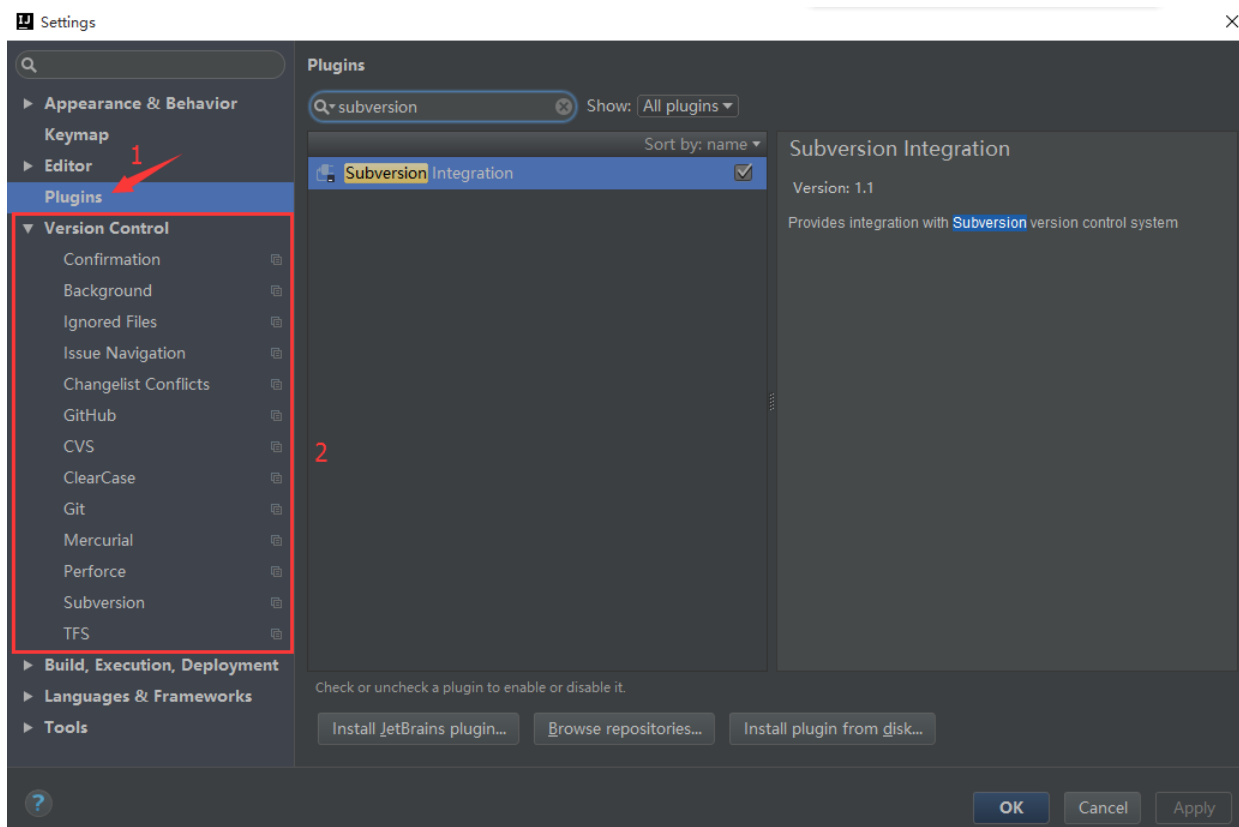 IJ Settings
Appearance & Behavior
Keymap
1
Editor
Plugins
Version Control
Confirmation
Background
Ignored Files
Issue Navigation
Changelist Conflicts
GitHub
CVS
ClearCase
Git
Mercurial
Perforce
Subversion
TFS
Build, Execution, Deployment
Languages & Frameworks
Tools
2
Plugins
subversion Show: All plugins
Sort by: name
Subversion Integration
Subversion Integration
Version: 1.1
Provides integration with Subversion version control system
Check or uncheck a plugin to enable or disable it.
Install JetBrains plugin... Browse repositories... Install plugin from disk...
? OK Cancel Apply